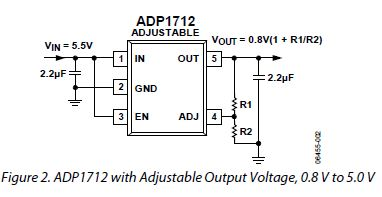 ADP1712
ADJUSTABLE
VIN = 5.5V
VOUT = 0.8V(1 + R1/R2)
1 IN
OUT 5
2.2µF
2.2µF
2 GND
R1
3 EN
ADJ 4
R2
06455-002
Figure 2. ADP1712 with Adjustable Output Voltage, 0.8 V to 5.0 V